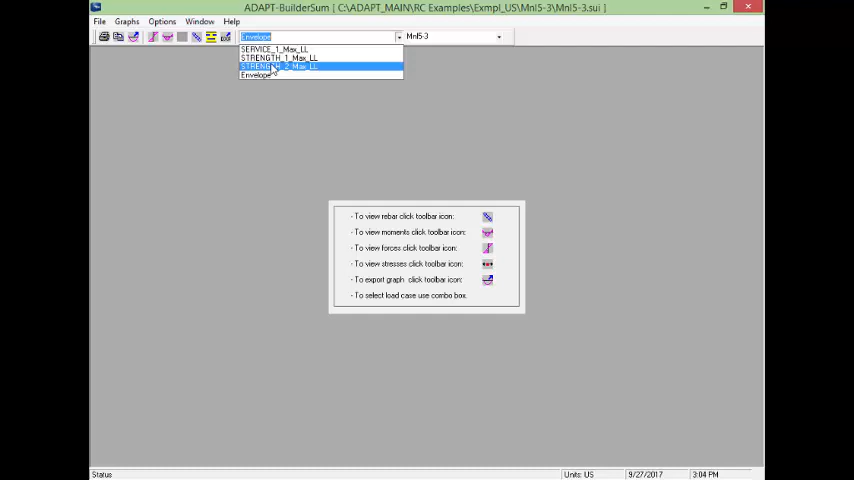 ADAPT-BuilderSum [ C:\ADAPT_MAIN\RC Examples\Exmpl_US\Mnl5-3\Mnl5-3.sui ]
File Graphs Options Window Help
Envelope Mnl5-3
SERVICE_1_Max_LL
STRENGTH_1_Max_LL
STRENGTH_2_Max_LL
Envelope
- To view rebar click toolbar icon:
- To view moments click toolbar icon:
- To view forces click toolbar icon:
- To view stresses click toolbar icon:
- To export graph click toolbar icon:
- To select load case use combo box.
Status Units: US 9/27/2017 3:04 PM